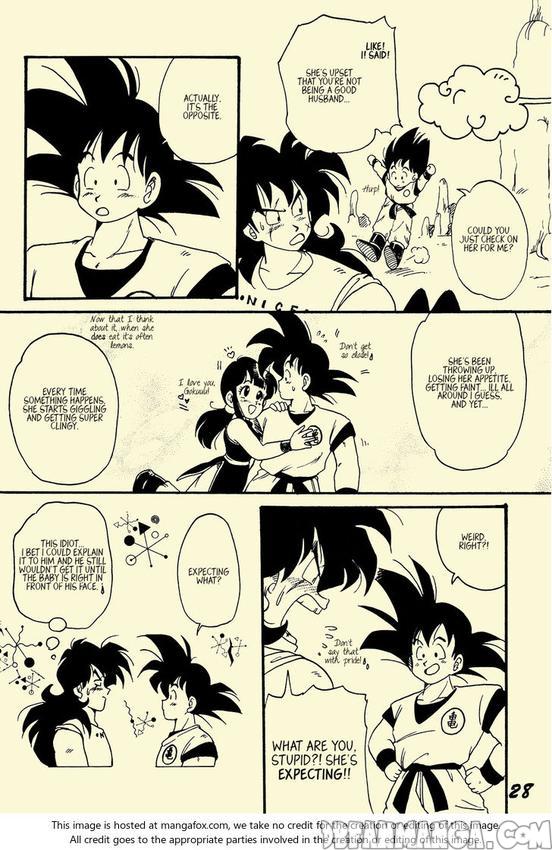 LIKE!
I! SAID!
SHE'S UPSET
THAT YOU'RE NOT
BEING A GOOD
HUSBAND...
ACTUALLY,
IT'S THE
OPPOSITE.
Hurp!
COULD YOU
JUST CHECK ON
HER FOR ME?
NICE
SHE'S BEEN
THROWING UP,
LOSING HER APPETITE,
GETTING FAINT... ILL ALL
AROUND I GUESS,
AND YET...
Don't get
so close!
Now that I think
about it, when she
does eat it's often
lemons.
I love you,
Gokuuu!
EVERY TIME
SOMETHING HAPPENS,
SHE STARTS GIGGLING
AND GETTING SUPER
CLINGY.
WEIRD,
RIGHT?!
Don't
say that
with pride!
WHAT ARE YOU,
STUPID?! SHE'S
EXPECTING!!
EXPECTING
WHAT?
THIS IDIOT...
I BET I COULD EXPLAIN
IT TO HIM AND HE STILL
WOULDN'T GET IT UNTIL
THE BABY IS RIGHT IN
FRONT OF HIS FACE.
亀
28
This image is hosted at mangafox.com, we take no credit for the creation or editing of this image.
All credit goes to the appropriate parties involved in the creation or editing of this image.